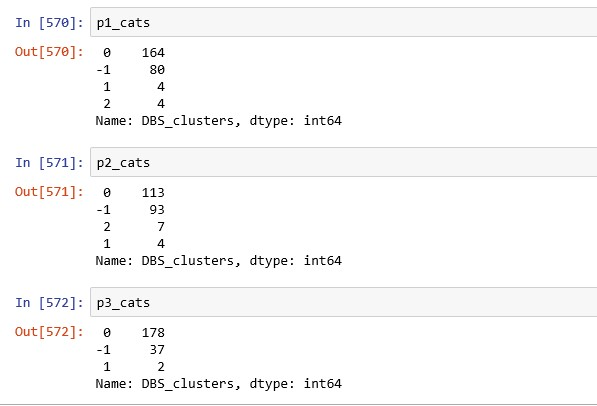 In [570]: p1_cats
Out[570]: 0 164
-1 80
1 4
2 4
Name: DBS_clusters, dtype: int64
In [571]: p2_cats
Out[571]: 0 113
-1 93
2 7
1 4
Name: DBS_clusters, dtype: int64
In [572]: p3_cats
Out[572]: 0 178
-1 37
1 2
Name: DBS_clusters, dtype: int64